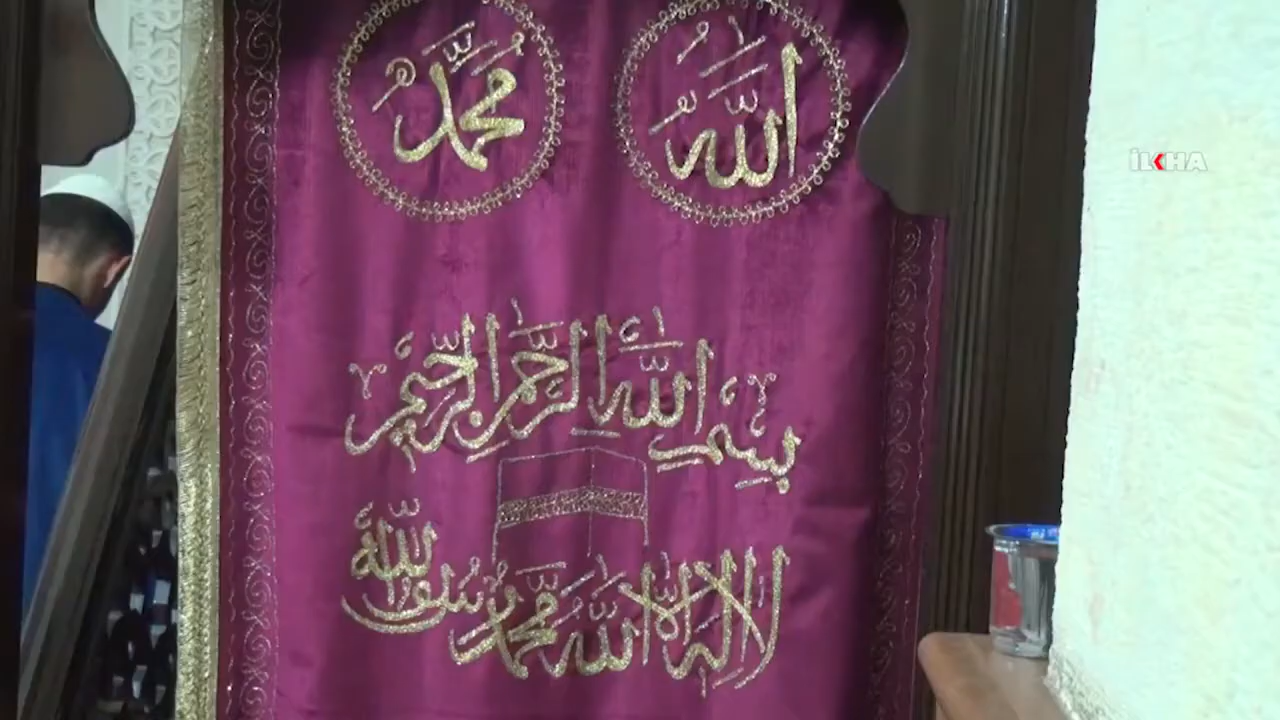 الله
محمد
بسم الله الرحمن الرحيم
لا إله إلا الله محمد رسول الله
İLKHA